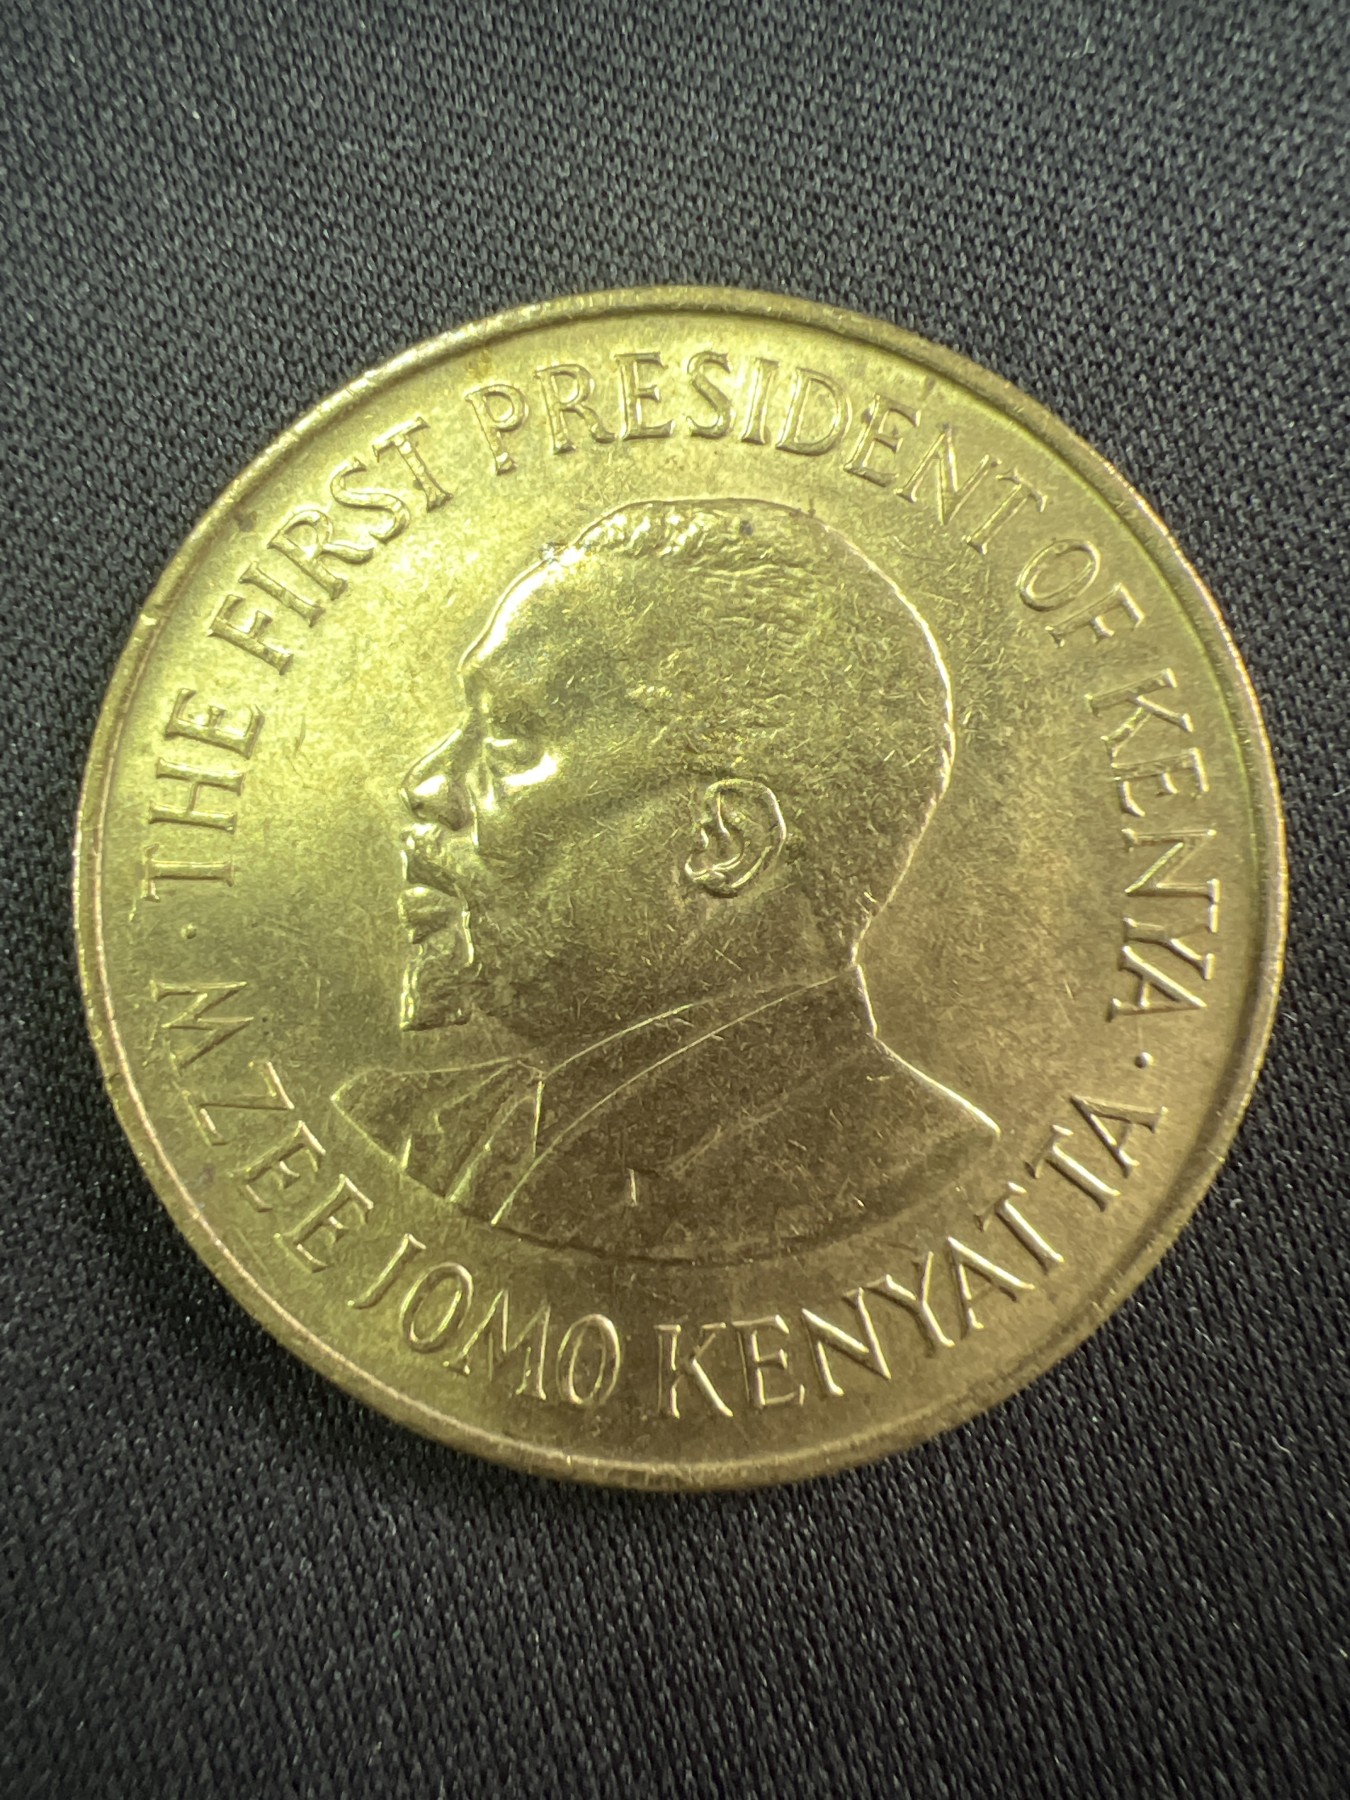 · THE FIRST PRESIDENT OF KENYA ·
MZEE JOMO KENYATTA